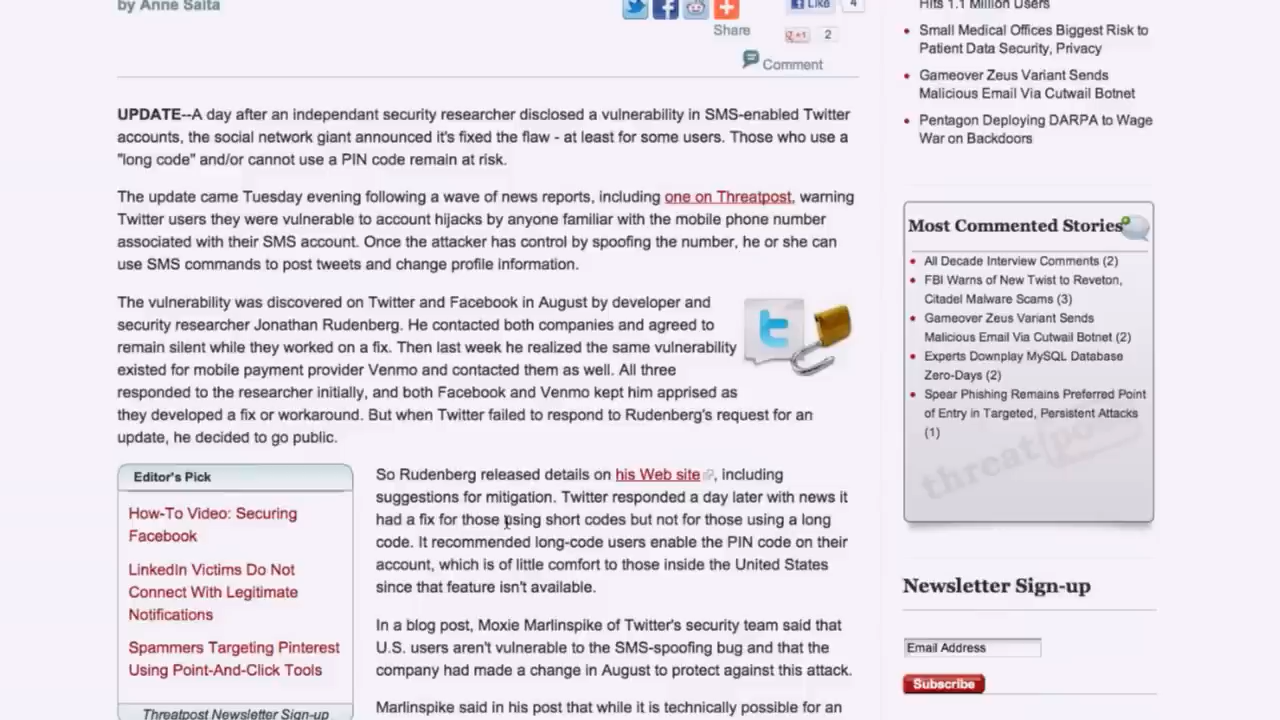 by Anne Saita
Share
Like
4
g+1
2
Comment
UPDATE--A day after an independant security researcher disclosed a vulnerability in SMS-enabled Twitter
accounts, the social network giant announced it's fixed the flaw - at least for some users. Those who use a
"long code" and/or cannot use a PIN code remain at risk.
The update came Tuesday evening following a wave of news reports, including one on Threatpost, warning
Twitter users they were vulnerable to account hijacks by anyone familiar with the mobile phone number
associated with their SMS account. Once the attacker has control by spoofing the number, he or she can
use SMS commands to post tweets and change profile information.
The vulnerability was discovered on Twitter and Facebook in August by developer and
security researcher Jonathan Rudenberg. He contacted both companies and agreed to
remain silent while they worked on a fix. Then last week he realized the same vulnerability
existed for mobile payment provider Venmo and contacted them as well. All three
responded to the researcher initially, and both Facebook and Venmo kept him apprised as
they developed a fix or workaround. But when Twitter failed to respond to Rudenberg's request for an
update, he decided to go public.
Editor's Pick
How-To Video: Securing
Facebook
LinkedIn Victims Do Not
Connect With Legitimate
Notifications
Spammers Targeting Pinterest
Using Point-And-Click Tools
Threatpost Newsletter Sign-up
So Rudenberg released details on his Web site, including
suggestions for mitigation. Twitter responded a day later with news it
had a fix for those using short codes but not for those using a long
code. It recommended long-code users enable the PIN code on their
account, which is of little comfort to those inside the United States
since that feature isn't available.
In a blog post, Moxie Marlinspike of Twitter's security team said that
U.S. users aren't vulnerable to the SMS-spoofing bug and that the
company had made a change in August to protect against this attack.
Marlinspike said in his post that while it is technically possible for an
Hits 1.1 Million Users
Small Medical Offices Biggest Risk to
Patient Data Security, Privacy
Gameover Zeus Variant Sends
Malicious Email Via Cutwail Botnet
Pentagon Deploying DARPA to Wage
War on Backdoors
Most Commented Stories
All Decade Interview Comments (2)
FBI Warns of New Twist to Reveton,
Citadel Malware Scams (3)
Gameover Zeus Variant Sends
Malicious Email Via Cutwail Botnet (2)
Experts Downplay MySQL Database
Zero-Days (2)
Spear Phishing Remains Preferred Point
of Entry in Targeted, Persistent Attacks
(1)
threatpost
Newsletter Sign-up
Email Address
Subscribe